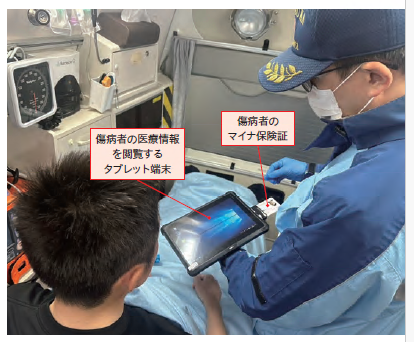 傷病者の医療情報
を閲覧する
タブレット端末
傷病者の
マイナ保険証